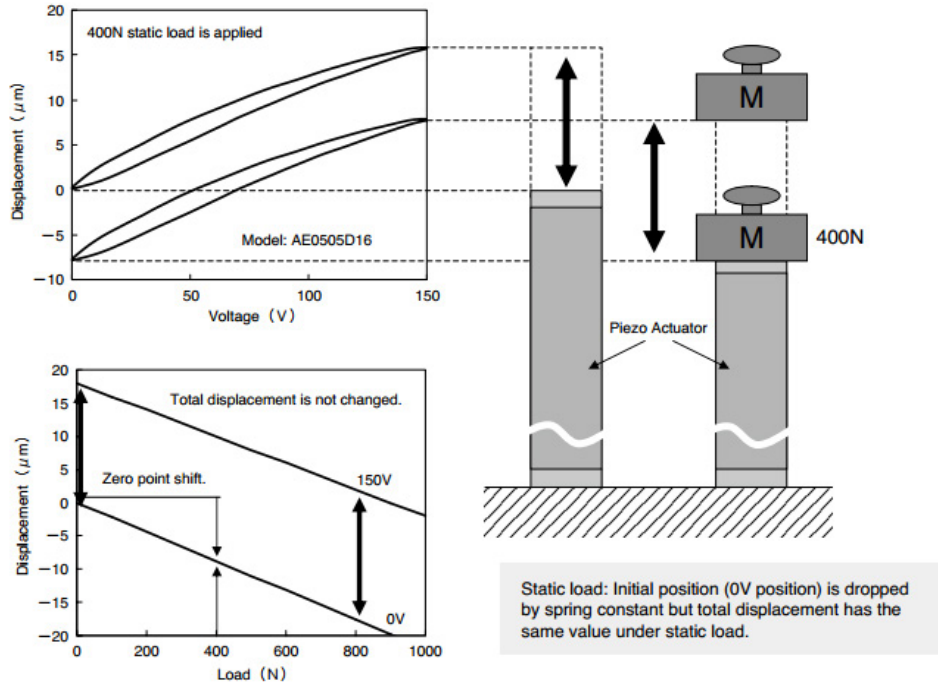 400N static load is applied
Displacement (μm)
20
15
10
5
0
−5
−10
Model: AE0505D16
0
50
100
150
Voltage (V)
M
M
400N
Piezo Actuator
Total displacement is not changed.
Displacement (μm)
20
15
10
5
0
−5
−10
−15
−20
Zero point shift.
150V
0V
0
200
400
600
800
1000
Load (N)
Static load: Initial position (0V position) is dropped
by spring constant but total displacement has the
same value under static load.